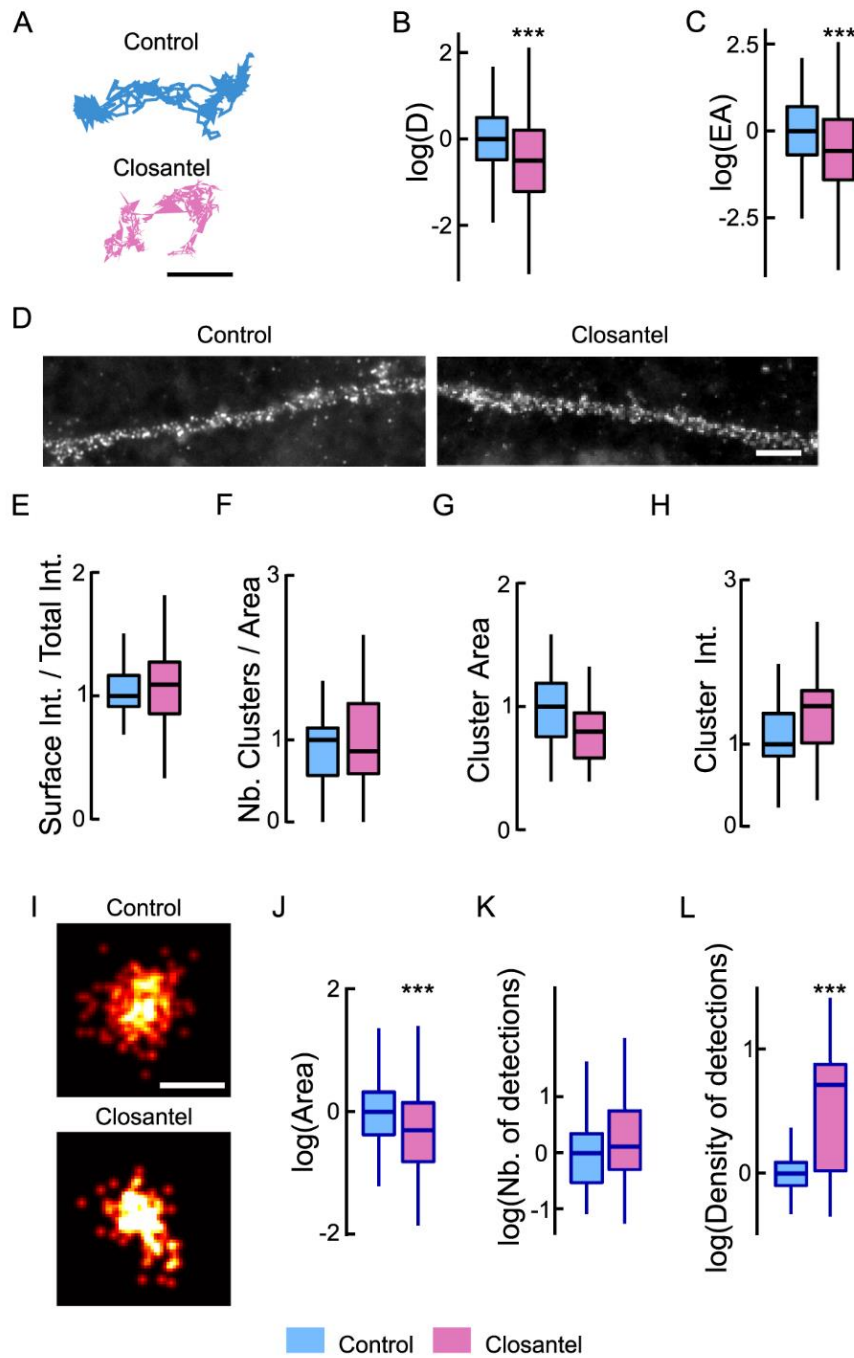 A
Control
Closantel
B
***
log(D)
2
0
-2
C
***
log(EA)
2.5
0
-2.5
D
Control
Closantel
E
Surface Int. / Total Int.
2
1
0
F
Nb. Clusters / Area
3
1
0
G
Cluster Area
2
1
0
H
Cluster Int.
3
1
0
I
Control
Closantel
J
***
log(Area)
2
0
-2
K
log(Nb. of detections)
1
0
-1
L
***
log(Density of detections)
1
0
Control
Closantel